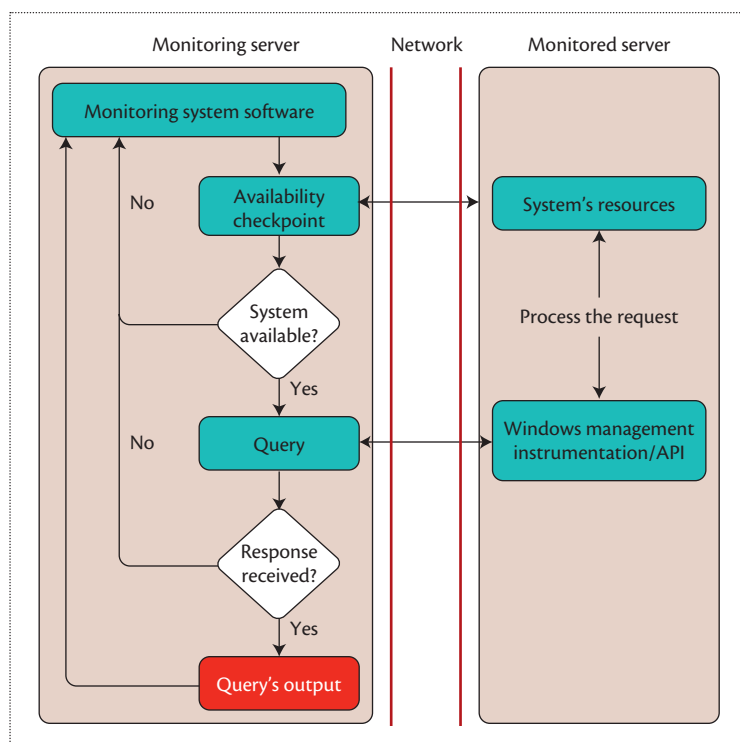 Monitoring server
Network
Monitored server
Monitoring system software
No
Availability
checkpoint
System's resources
System
available?
Process the request
Yes
No
Query
Windows management
instrumentation/API
Response
received?
Yes
Query's output